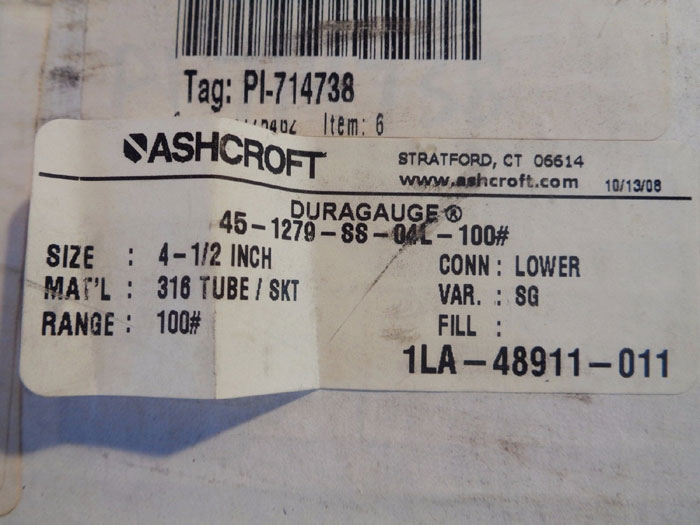 Tag: PI-714738
Item: 6
ASHCROFT
STRATFORD, CT 06614
www.ashcroft.com 10/13/08
DURAGAUGE®
45-1279-SS-04L-100#
SIZE : 4-1/2 INCH
CONN : LOWER
MAT'L : 316 TUBE / SKT
VAR. : SG
RANGE : 100#
FILL :
1LA-48911-011